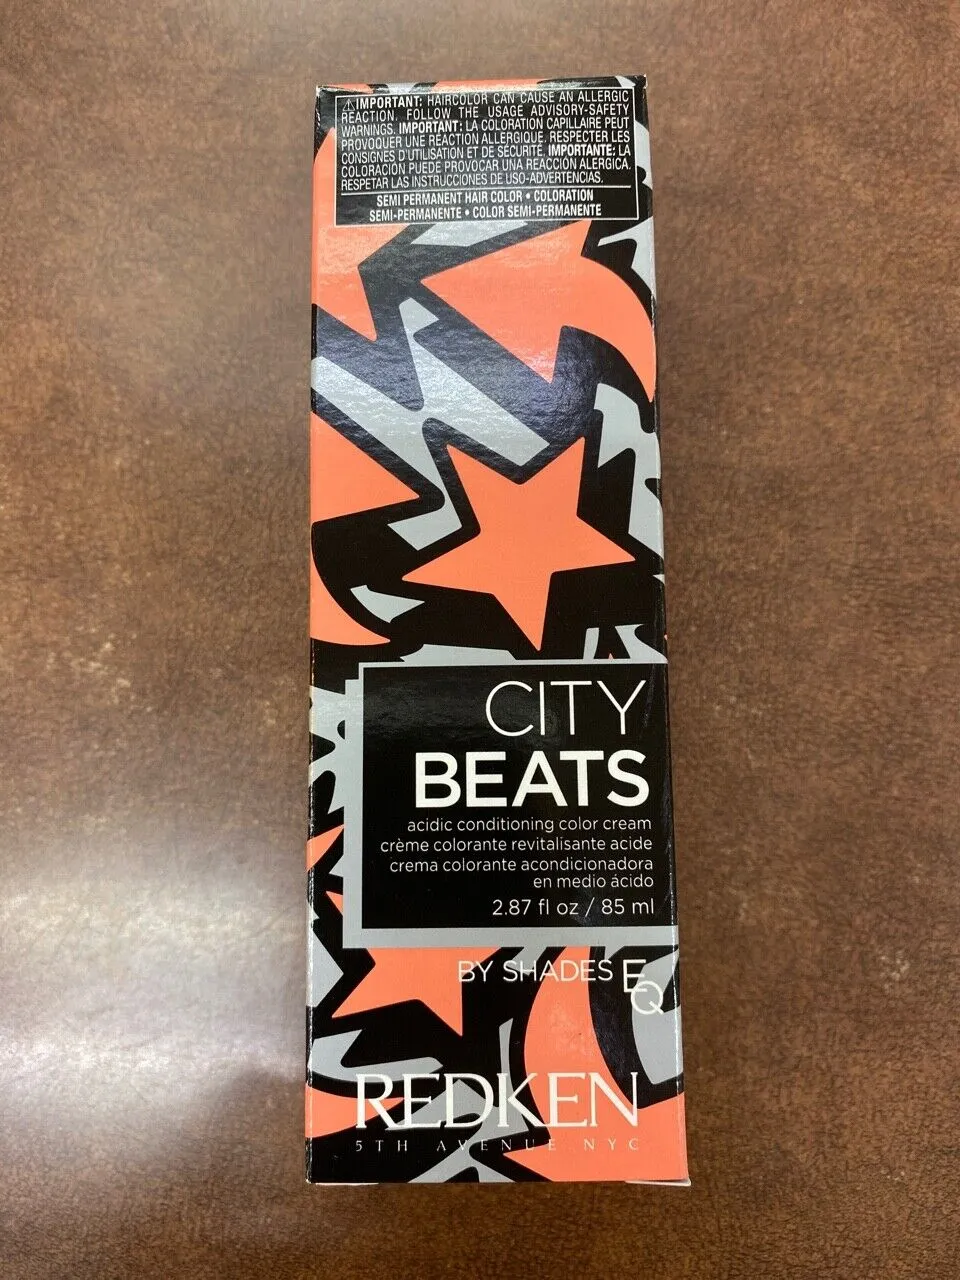 ⚠IMPORTANT: HAIRCOLOR CAN CAUSE AN ALLERGIC
REACTION. FOLLOW THE USAGE ADVISORY-SAFETY
WARNINGS. IMPORTANT: LA COLORATION CAPILLAIRE PEUT
PROVOQUER UNE RÉACTION ALLERGIQUE. RESPECTER LES
CONSIGNES D'UTILISATION ET DE SÉCURITÉ. IMPORTANTE: LA
COLORACIÓN PUEDE PROVOCAR UNA REACCIÓN ALERGICA.
RESPETAR LAS INSTRUCCIONES DE USO-ADVERTENCIAS.
SEMI PERMANENT HAIR COLOR • COLORATION
SEMI-PERMANENTE • COLOR SEMI-PERMANENTE
CITY
BEATS
acidic conditioning color cream
crème colorante revitalisante acide
crema colorante acondicionadora
en medio ácido
2.87 fl oz / 85 ml
BY SHADES EQ
REDKEN
5TH AVENUE NYC